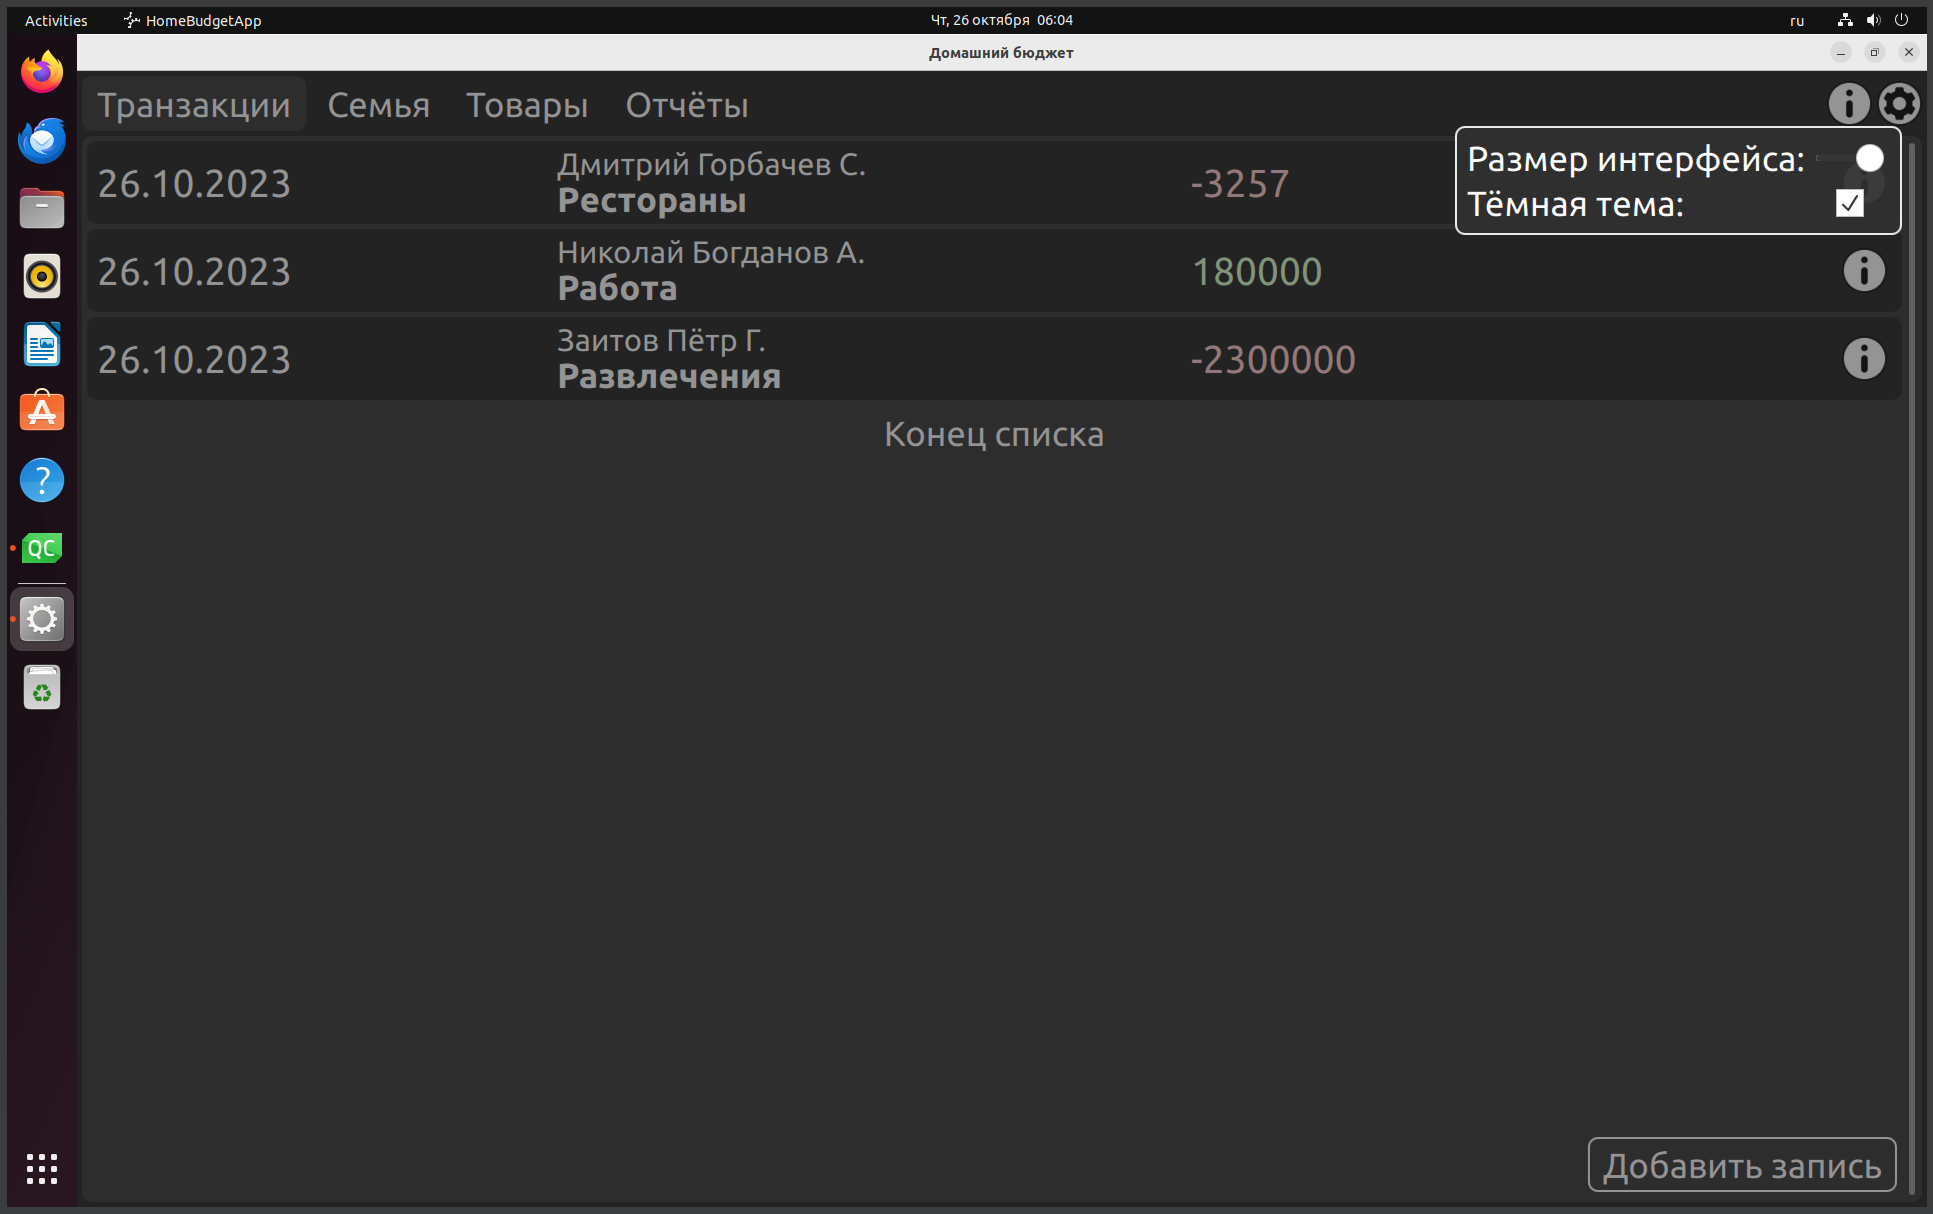 Activities
HomeBudgetApp
Чт, 26 октября 06:04
ru
Домашний бюджет
Транзакции
Семья
Товары
Отчёты
Размер интерфейса:
Тёмная тема:
26.10.2023
Дмитрий Горбачев С.
Рестораны
-3257
26.10.2023
Николай Богданов А.
Работа
180000
26.10.2023
Заитов Пётр Г.
Развлечения
-2300000
Конец списка
QC
Добавить запись